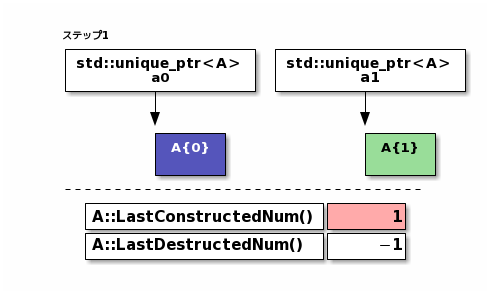 ステップ1
std::unique_ptr<A> std::unique_ptr<A>
a0 a1
A{0} A{1}
A::LastConstructedNum() 1
A::LastDestructedNum() −1